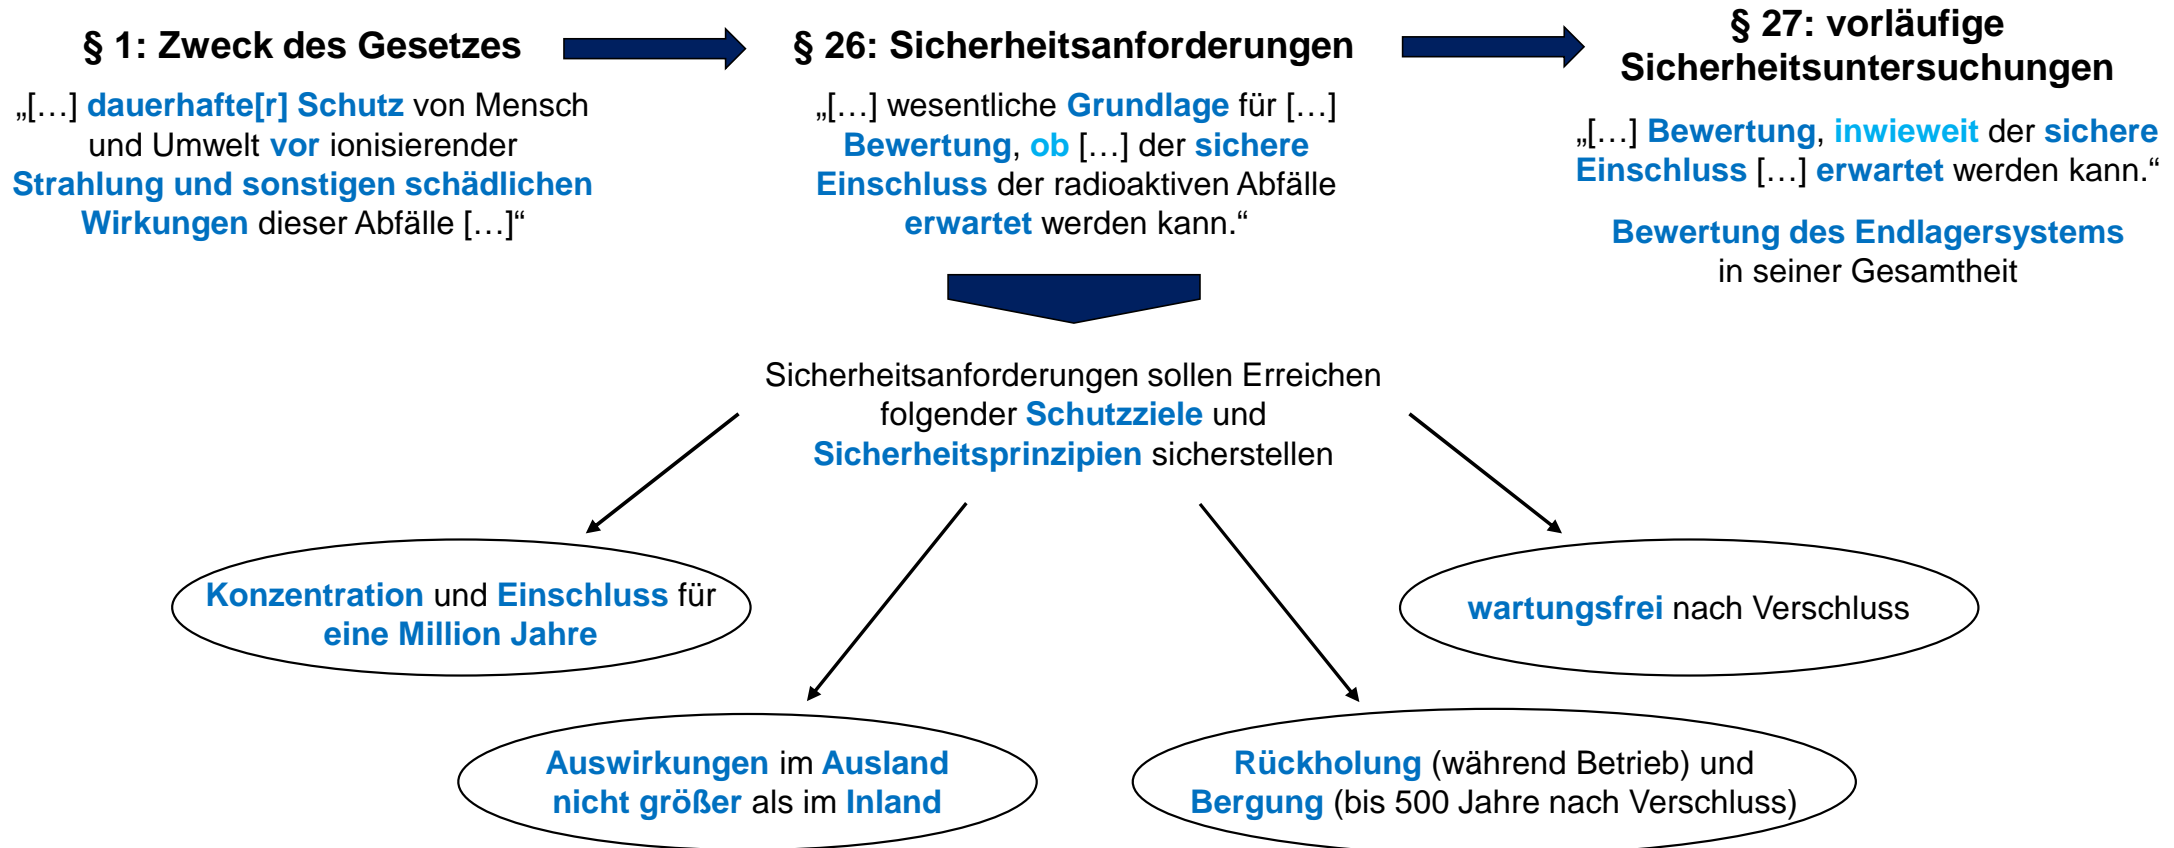 § 1: Zweck des Gesetzes
„[…] dauerhafte[r] Schutz von Mensch
und Umwelt vor ionisierender
Strahlung und sonstigen schädlichen
Wirkungen dieser Abfälle […]“
§ 26: Sicherheitsanforderungen
„[…] wesentliche Grundlage für […]
Bewertung, ob […] der sichere
Einschluss der radioaktiven Abfälle
erwartet werden kann.“
§ 27: vorläufige
Sicherheitsuntersuchungen
„[…] Bewertung, inwieweit der sichere
Einschluss […] erwartet werden kann.“
Bewertung des Endlagersystems
in seiner Gesamtheit
Sicherheitsanforderungen sollen Erreichen
folgender Schutzziele und
Sicherheitsprinzipien sicherstellen
Konzentration und Einschluss für
eine Million Jahre
Auswirkungen im Ausland
nicht größer als im Inland
Rückholung (während Betrieb) und
Bergung (bis 500 Jahre nach Verschluss)
wartungsfrei nach Verschluss